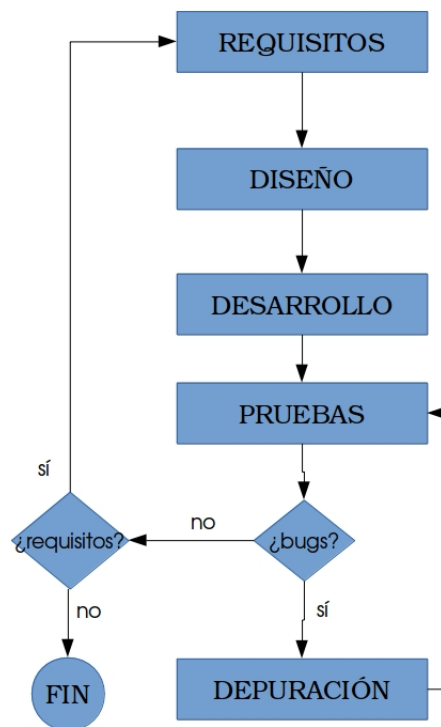 REQUISITOS
DISEÑO
DESARROLLO
PRUEBAS
sí
no
¿requisitos?
¿bugs?
no
sí
FIN
DEPURACIÓN